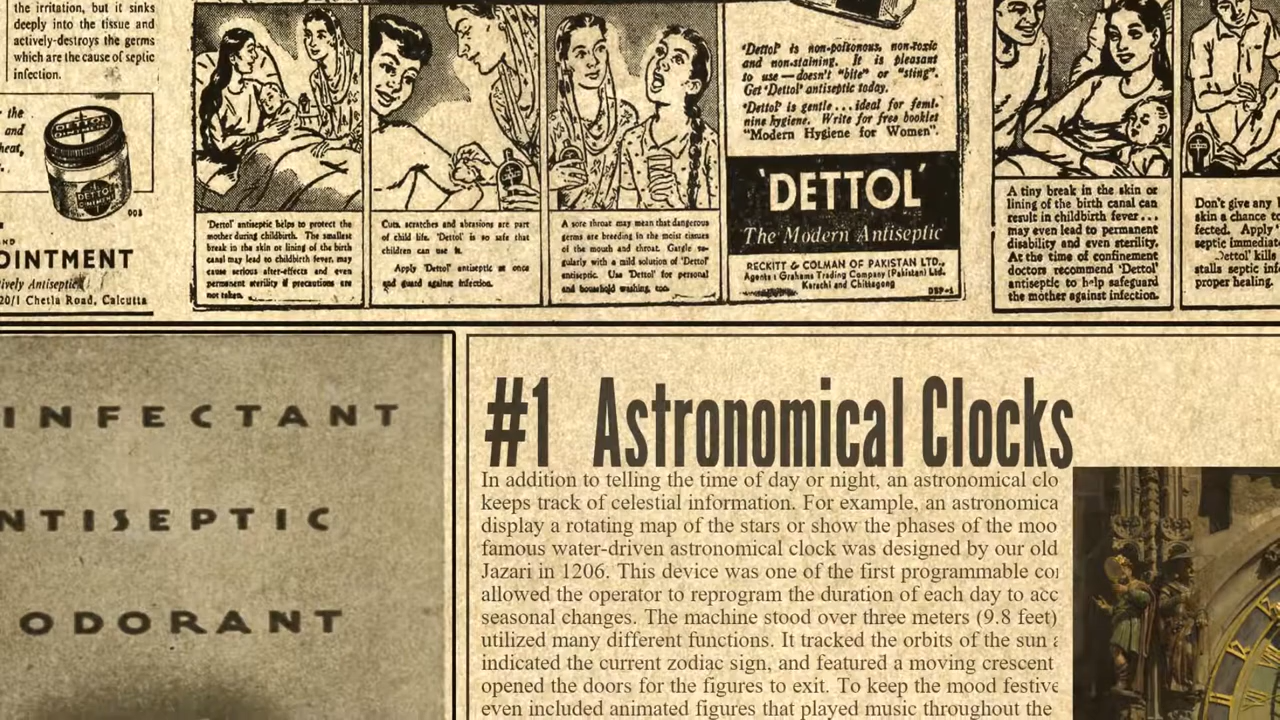 the irritation, but it sinks
deeply into the tissue and
actively-destroys the germs
which are the cause of septic
infection.
the
and
heat,
DETTOL
OINTMENT
OINTMENT
tively Antiseptic
20/1 Chetla Road, Calcutta
'Dettol' antiseptic helps to protect the
mother during childbirth. The smallest
break in the skin or lining of the birth
canal may lead to childbirth fever, may
cause serious after-effects and even
permanent sterility if precautions are
not taken.
Cuts, scratches and abrasions are part
of child life. 'Dettol' is so safe that
children can use it.
Apply 'Dettol' antiseptic at once
and guard against infection.
A sore throat may mean that dangerous
germs are breeding in the moist tissues
of the mouth and throat. Gargle re-
gularly with a mild solution of 'Dettol'
antiseptic. Use 'Dettol' for personal
and household washing, too.
'Dettol' is non-poisonous, non-toxic
and non-staining. It is pleasant
to use — doesn't "bite" or "sting".
Get 'Dettol' antiseptic today.
'Dettol' is gentle... ideal for femi-
nine hygiene. Write for free booklet
"Modern Hygiene for Women".
'DETTOL'
The Modern Antiseptic
RECKITT & COLMAN OF PAKISTAN LTD.,
Agents: Grahams Trading Company (Pakistan) Ltd.
Karachi and Chittagong
DSP-1
A tiny break in the skin or
lining of the birth canal can
result in childbirth fever...
may even lead to permanent
disability and even sterility.
At the time of confinement
doctors recommend 'Dettol'
antiseptic to help safeguard
the mother against infection.
Don't give any
skin a chance to
fected. Apply
septic immediat
Dettol' kills
stalls septic inf
proper healing.
INFECTANT
NTISEPTIC
ODORANT
#1 Astronomical Clocks
In addition to telling the time of day or night, an astronomical clo
keeps track of celestial information. For example, an astronomica
display a rotating map of the stars or show the phases of the moo
famous water-driven astronomical clock was designed by our old
Jazari in 1206. This device was one of the first programmable co
allowed the operator to reprogram the duration of each day to acc
seasonal changes. The machine stood over three meters (9.8 feet)
utilized many different functions. It tracked the orbits of the sun
indicated the current zodiac sign, and featured a moving crescent
opened the doors for the figures to exit. To keep the mood festive
even included animated figures that played music throughout the